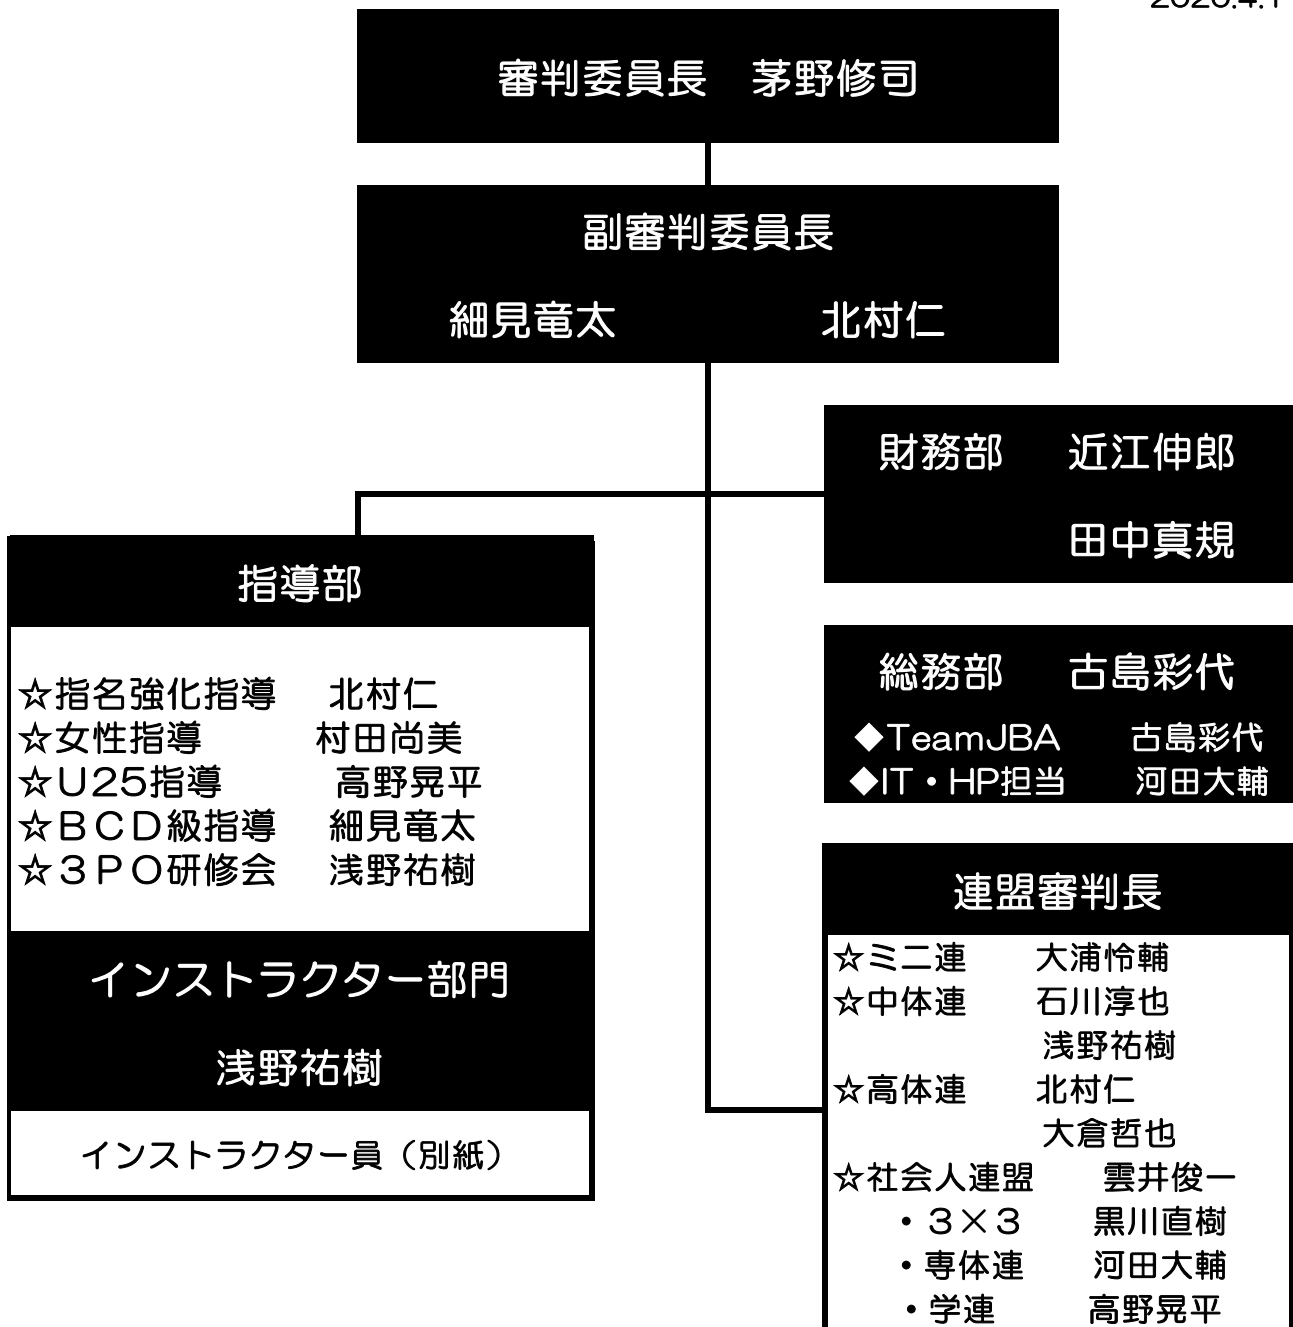 審判委員長　茅野修司
副審判委員長
細見竜太　北村仁
財務部　近江伸郎
田中真規
総務部　古島彩代
◆TeamJBA　古島彩代
◆IT・HP担当　河田大輔
指導部
☆指名強化指導　北村仁
☆女性指導　村田尚美
☆U25指導　高野晃平
☆ＢＣＤ級指導　細見竜太
☆３ＰＯ研修会　浅野祐樹
インストラクター部門
浅野祐樹
インストラクター員（別紙）
連盟審判長
☆ミニ連　大浦怜輔
☆中体連　石川淳也
浅野祐樹
☆高体連　北村仁
大倉哲也
☆社会人連盟　雲井俊一
・３×３　黒川直樹
・専体連　河田大輔
・学連　高野晃平